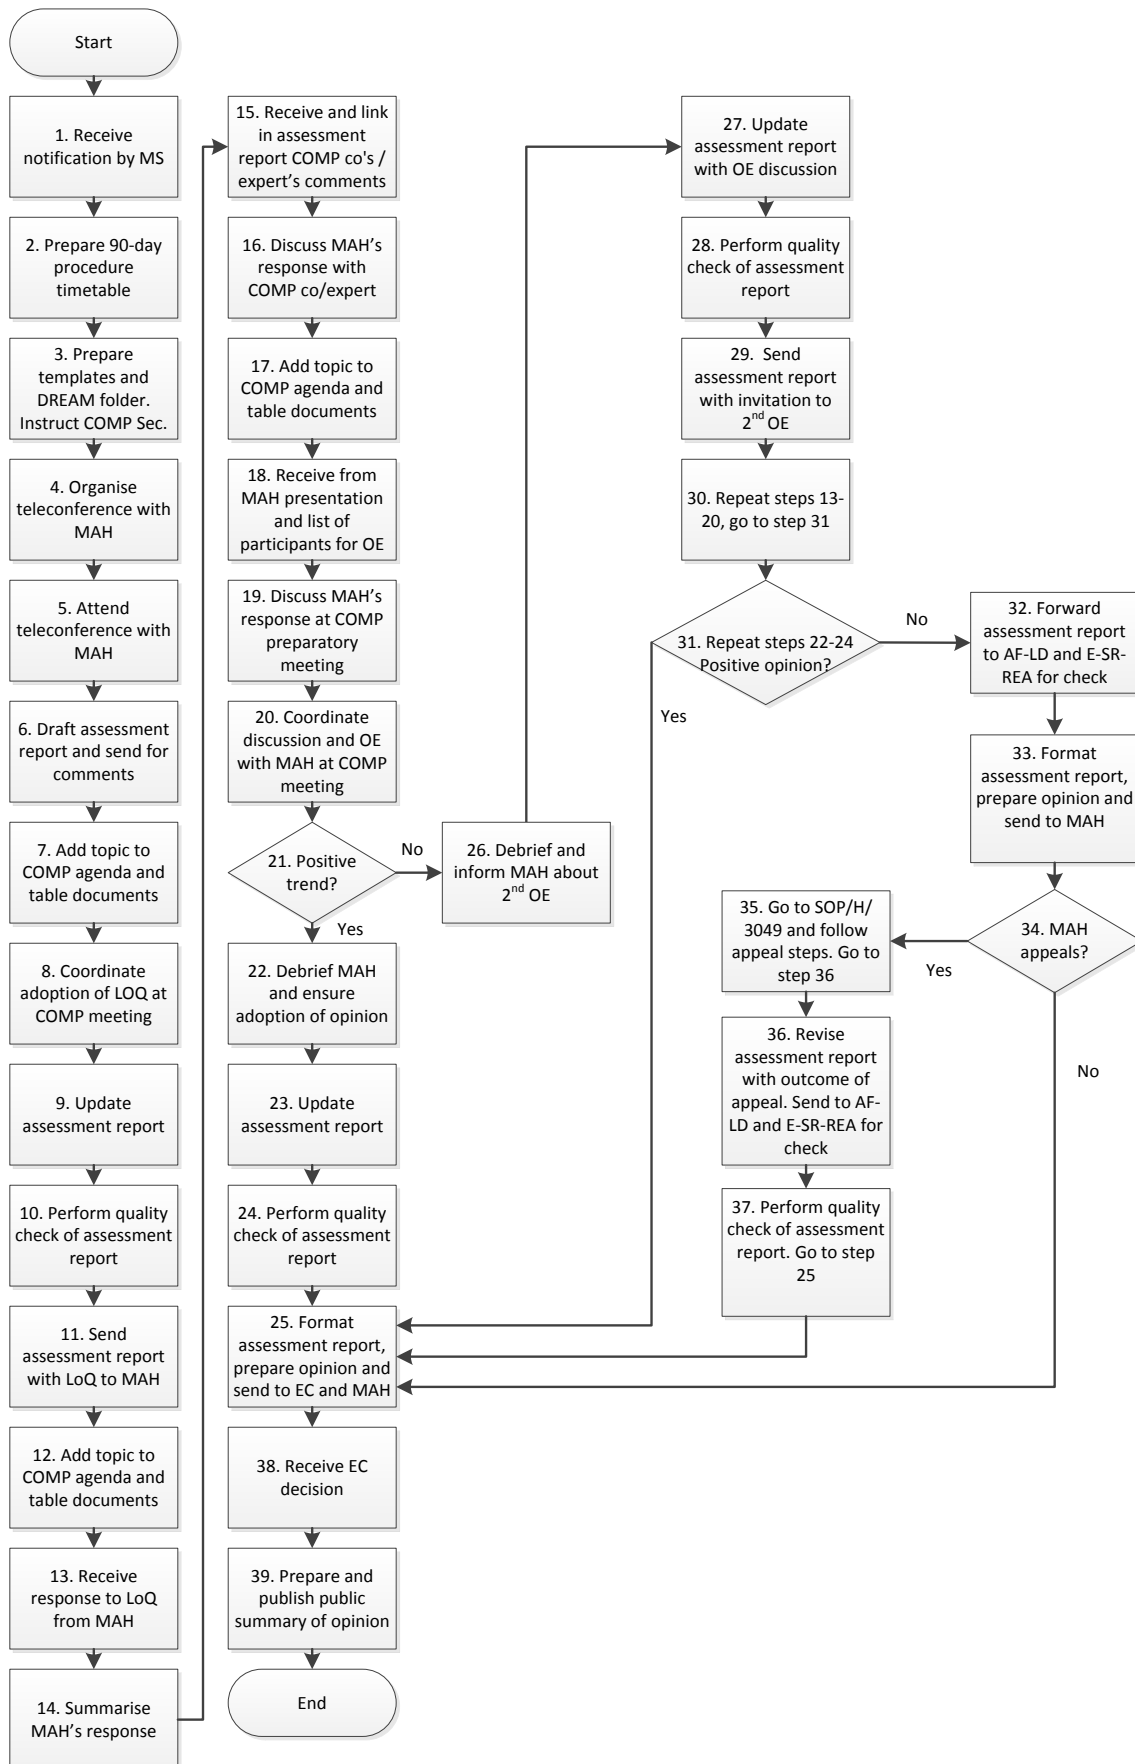 Start
1. Receive
notification by MS
2. Prepare 90-day
procedure
timetable
3. Prepare
templates and
DREAM folder.
Instruct COMP Sec.
4. Organise
teleconference with
MAH
5. Attend
teleconference with
MAH
6. Draft assessment
report and send for
comments
7. Add topic to
COMP agenda and
table documents
8. Coordinate
adoption of LOQ at
COMP meeting
9. Update
assessment report
10. Perform quality
check of assessment
report
11. Send
assessment report
with LoQ to MAH
12. Add topic to
COMP agenda and
table documents
13. Receive
response to LoQ
from MAH
14. Summarise
MAH's response
15. Receive and link
in assessment
report COMP co's /
expert's comments
16. Discuss MAH's
response with
COMP co/expert
17. Add topic to
COMP agenda and
table documents
18. Receive from
MAH presentation
and list of
participants for OE
19. Discuss MAH's
response at COMP
preparatory
meeting
20. Coordinate
discussion and OE
with MAH at COMP
meeting
21. Positive
trend?
No
Yes
22. Debrief MAH
and ensure
adoption of opinion
23. Update
assessment report
24. Perform quality
check of assessment
report
25. Format
assessment report,
prepare opinion and
send to EC and MAH
38. Receive EC
decision
39. Prepare and
publish public
summary of opinion
End
26. Debrief and
inform MAH about
2nd OE
27. Update
assessment report
with OE discussion
28. Perform quality
check of assessment
report
29. Send
assessment report
with invitation to
2nd OE
30. Repeat steps 13-
20, go to step 31
31. Repeat steps 22-24
Positive opinion?
No
Yes
32. Forward
assessment report
to AF-LD and E-SR-
REA for check
33. Format
assessment report,
prepare opinion and
send to MAH
34. MAH
appeals?
Yes
No
35. Go to SOP/H/
3049 and follow
appeal steps. Go to
step 36
36. Revise
assessment report
with outcome of
appeal. Send to AF-
LD and E-SR-REA for
check
37. Perform quality
check of assessment
report. Go to step
25